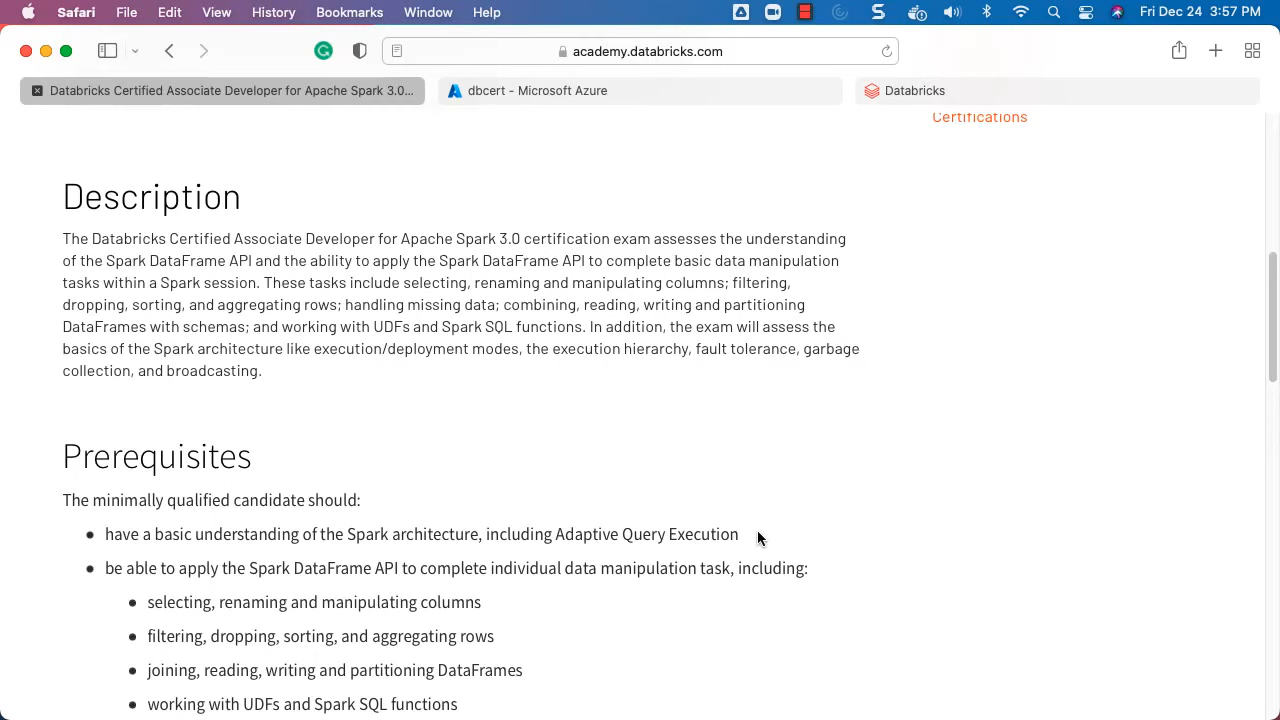 Safari File Edit View History Bookmarks Window Help Fri Dec 24 3:57 PM
academy.databricks.com
Databricks Certified Associate Developer for Apache Spark 3.0... dbcert - Microsoft Azure Databricks
Certifications
Description
The Databricks Certified Associate Developer for Apache Spark 3.0 certification exam assesses the understanding
of the Spark DataFrame API and the ability to apply the Spark DataFrame API to complete basic data manipulation
tasks within a Spark session. These tasks include selecting, renaming and manipulating columns; filtering,
dropping, sorting, and aggregating rows; handling missing data; combining, reading, writing and partitioning
DataFrames with schemas; and working with UDFs and Spark SQL functions. In addition, the exam will assess the
basics of the Spark architecture like execution/deployment modes, the execution hierarchy, fault tolerance, garbage
collection, and broadcasting.
Prerequisites
The minimally qualified candidate should:
have a basic understanding of the Spark architecture, including Adaptive Query Execution
be able to apply the Spark DataFrame API to complete individual data manipulation task, including:
selecting, renaming and manipulating columns
filtering, dropping, sorting, and aggregating rows
joining, reading, writing and partitioning DataFrames
working with UDFs and Spark SQL functions